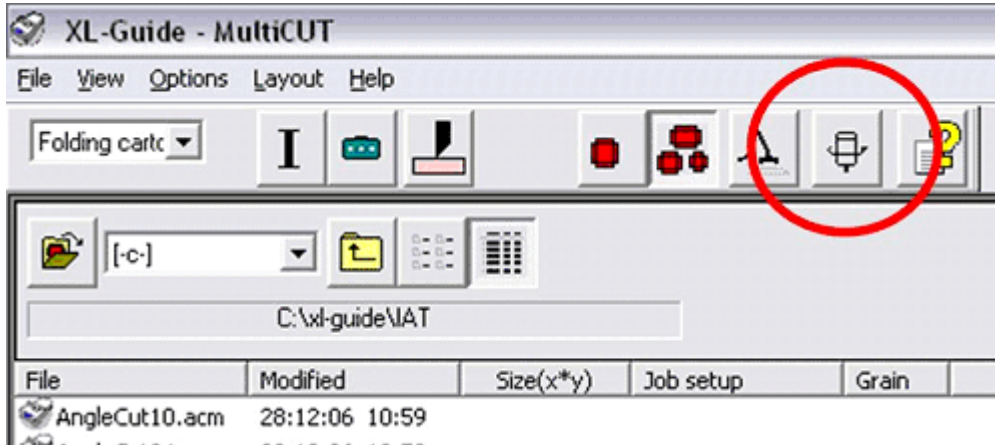 XL-Guide - MultiCUT
File View Options Layout Help
Folding cartc
[-c-]
C:\xl-guide\IAT
File Modified Size(x*y) Job setup Grain
AngleCut10.acm 28:12:06 10:59